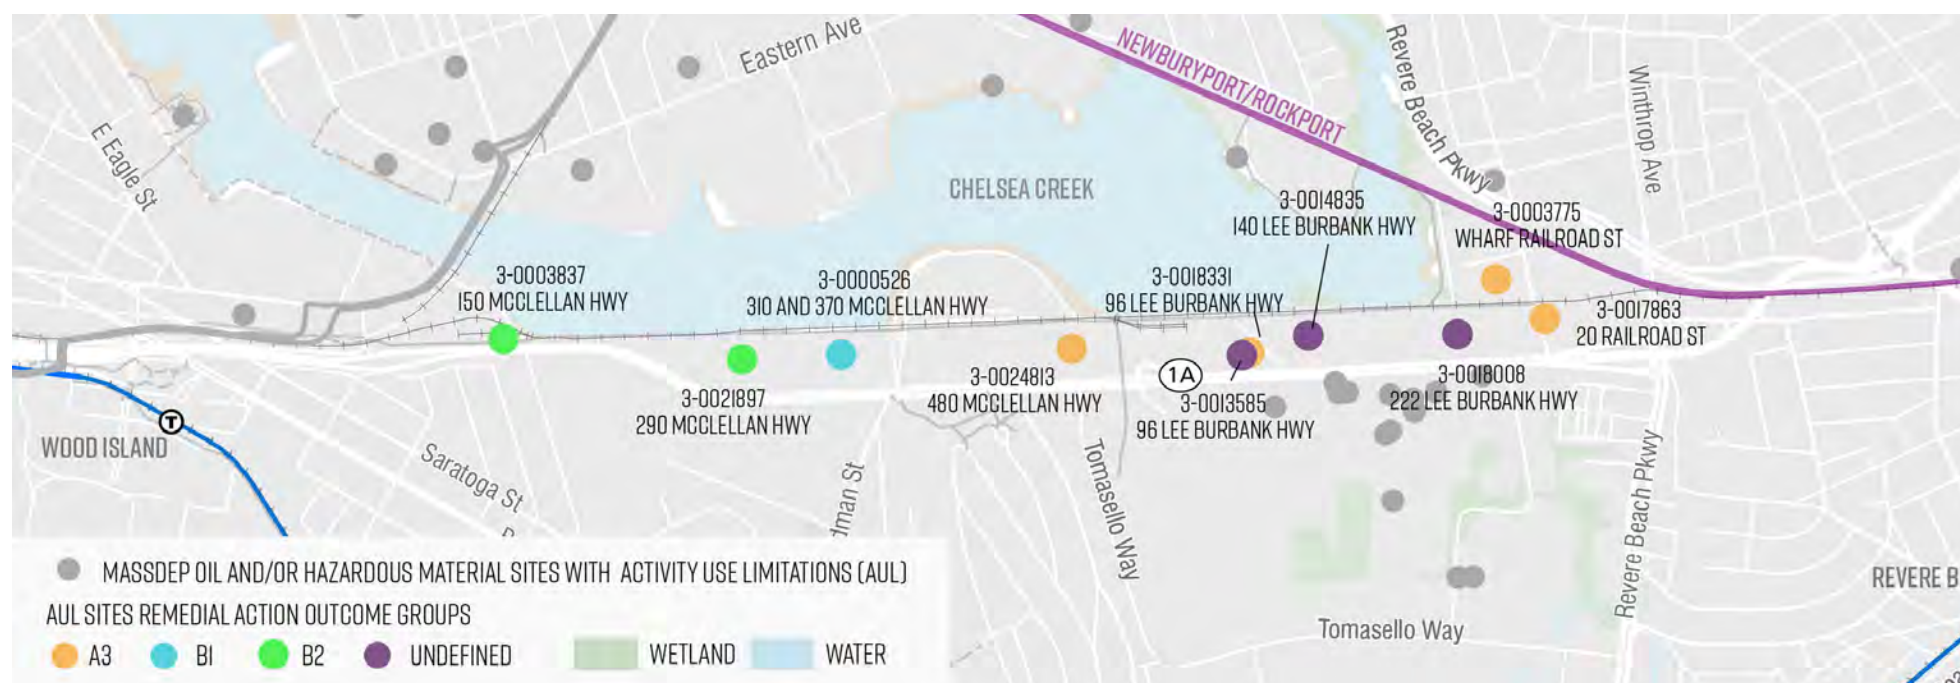 Eastern Ave
NEWBURYPORT/ROCKPORT
Revere Beach Pkwy
Winthrop Ave
E Eagle St
CHELSEA CREEK
3-0014835
140 LEE BURBANK HWY
3-0003775
WHARF RAILROAD ST
3-0003837
150 MCCLELLAN HWY
3-0000526
310 AND 370 MCCLELLAN HWY
3-0018331
96 LEE BURBANK HWY
3-0017863
20 RAILROAD ST
3-0021897
290 MCCLELLAN HWY
3-0024813
480 MCCLELLAN HWY
1A
3-0013585
96 LEE BURBANK HWY
3-0018008
222 LEE BURBANK HWY
T
WOOD ISLAND
Saratoga St
dman St
Tomasello Way
Revere Beach Pkwy
REVERE B
Tomasello Way
MASSDEP OIL AND/OR HAZARDOUS MATERIAL SITES WITH ACTIVITY USE LIMITATIONS (AUL)
AUL SITES REMEDIAL ACTION OUTCOME GROUPS
A3 B1 B2 UNDEFINED WETLAND WATER